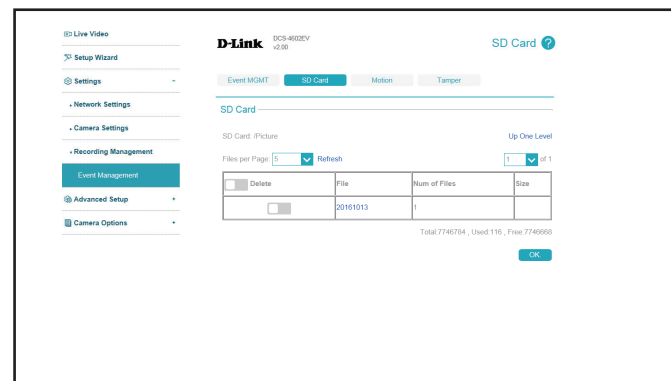 Live Video
Setup Wizard
Settings -
Network Settings
Camera Settings
Recording Management
Event Management
Advanced Setup +
Camera Options +
D-Link DCS-4602EV v2.00
SD Card ?
Event MGMT SD Card Motion Tamper
SD Card
SD Card: /Picture Up One Level
Files per Page: 5 Refresh 1 of 1
Delete File Num of Files Size
20161013 1
Total:7746784 , Used:116 , Free:7746668
OK